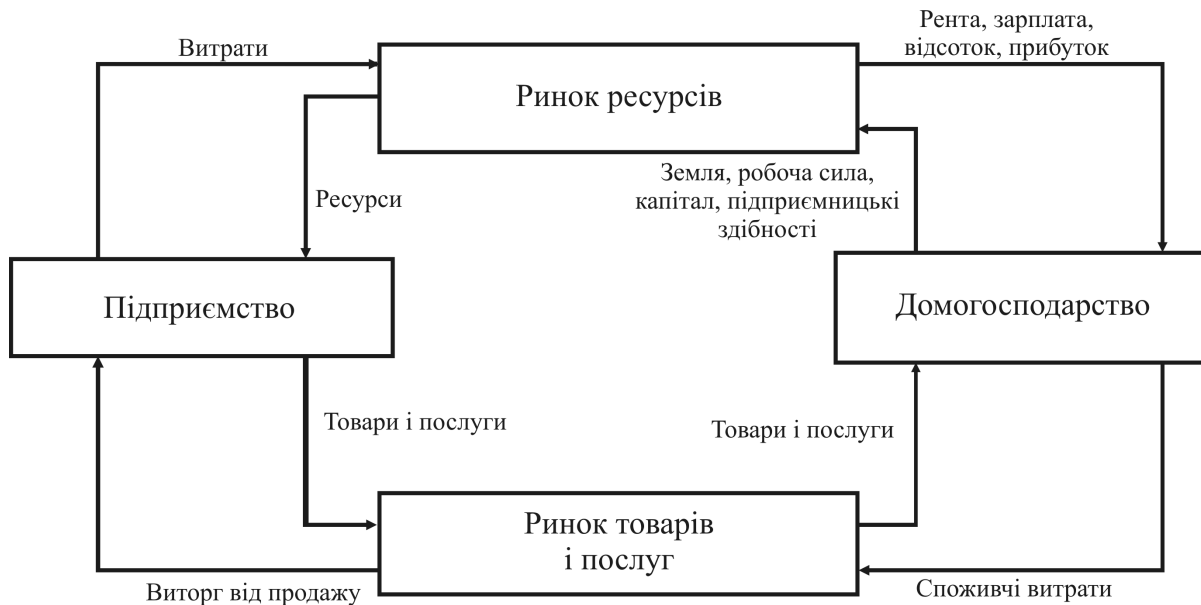 Витрати
Рента, зарплата,
відсоток, прибуток
Ринок ресурсів
Ресурси
Земля, робоча сила,
капітал, підприємницькі
здібності
Підприємство
Домогосподарство
Товари і послуги
Товари і послуги
Ринок товарів
і послуг
Виторг від продажу
Споживчі витрати